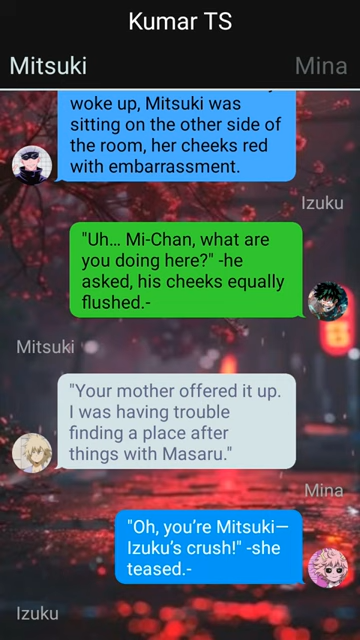 Kumar TS
Mitsuki Mina
woke up, Mitsuki was
sitting on the other side of
the room, her cheeks red
with embarrassment.
Izuku
"Uh… Mi-Chan, what are
you doing here?" -he
asked, his cheeks equally
flushed.-
Mitsuki
"Your mother offered it up.
I was having trouble
finding a place after
things with Masaru."
Mina
"Oh, you’re Mitsuki—
Izuku’s crush!" -she
teased.-
Izuku